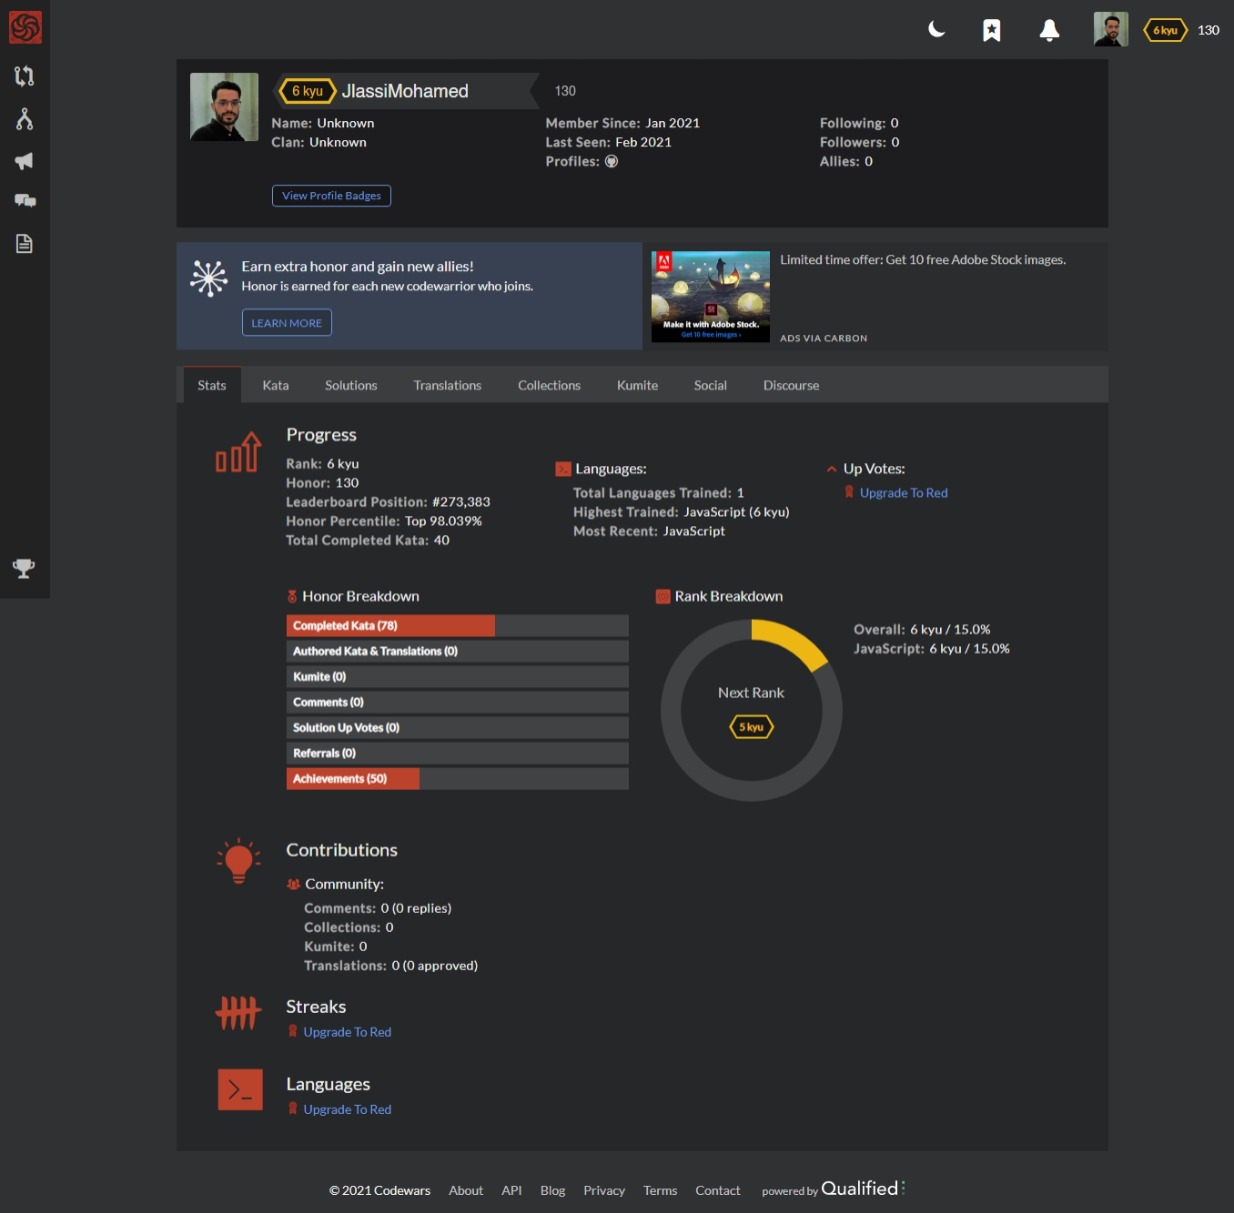 6 kyu 130
6 kyu JlassiMohamed 130
Name: Unknown
Clan: Unknown
Member Since: Jan 2021
Last Seen: Feb 2021
Profiles:
Following: 0
Followers: 0
Allies: 0
View Profile Badges
Earn extra honor and gain new allies!
Honor is earned for each new codewarrior who joins.
LEARN MORE
St
Make it with Adobe Stock.
Get 10 free images ›
Limited time offer: Get 10 free Adobe Stock images.
ADS VIA CARBON
Stats Kata Solutions Translations Collections Kumite Social Discourse
Progress
Rank: 6 kyu
Honor: 130
Leaderboard Position: #273,383
Honor Percentile: Top 98.039%
Total Completed Kata: 40
Languages:
Total Languages Trained: 1
Highest Trained: JavaScript (6 kyu)
Most Recent: JavaScript
Up Votes:
Upgrade To Red
Honor Breakdown
Completed Kata (78)
Authored Kata & Translations (0)
Kumite (0)
Comments (0)
Solution Up Votes (0)
Referrals (0)
Achievements (50)
Rank Breakdown
Next Rank
5 kyu
Overall: 6 kyu / 15.0%
JavaScript: 6 kyu / 15.0%
Contributions
Community:
Comments: 0 (0 replies)
Collections: 0
Kumite: 0
Translations: 0 (0 approved)
Streaks
Upgrade To Red
Languages
Upgrade To Red
© 2021 Codewars About API Blog Privacy Terms Contact powered by Qualified